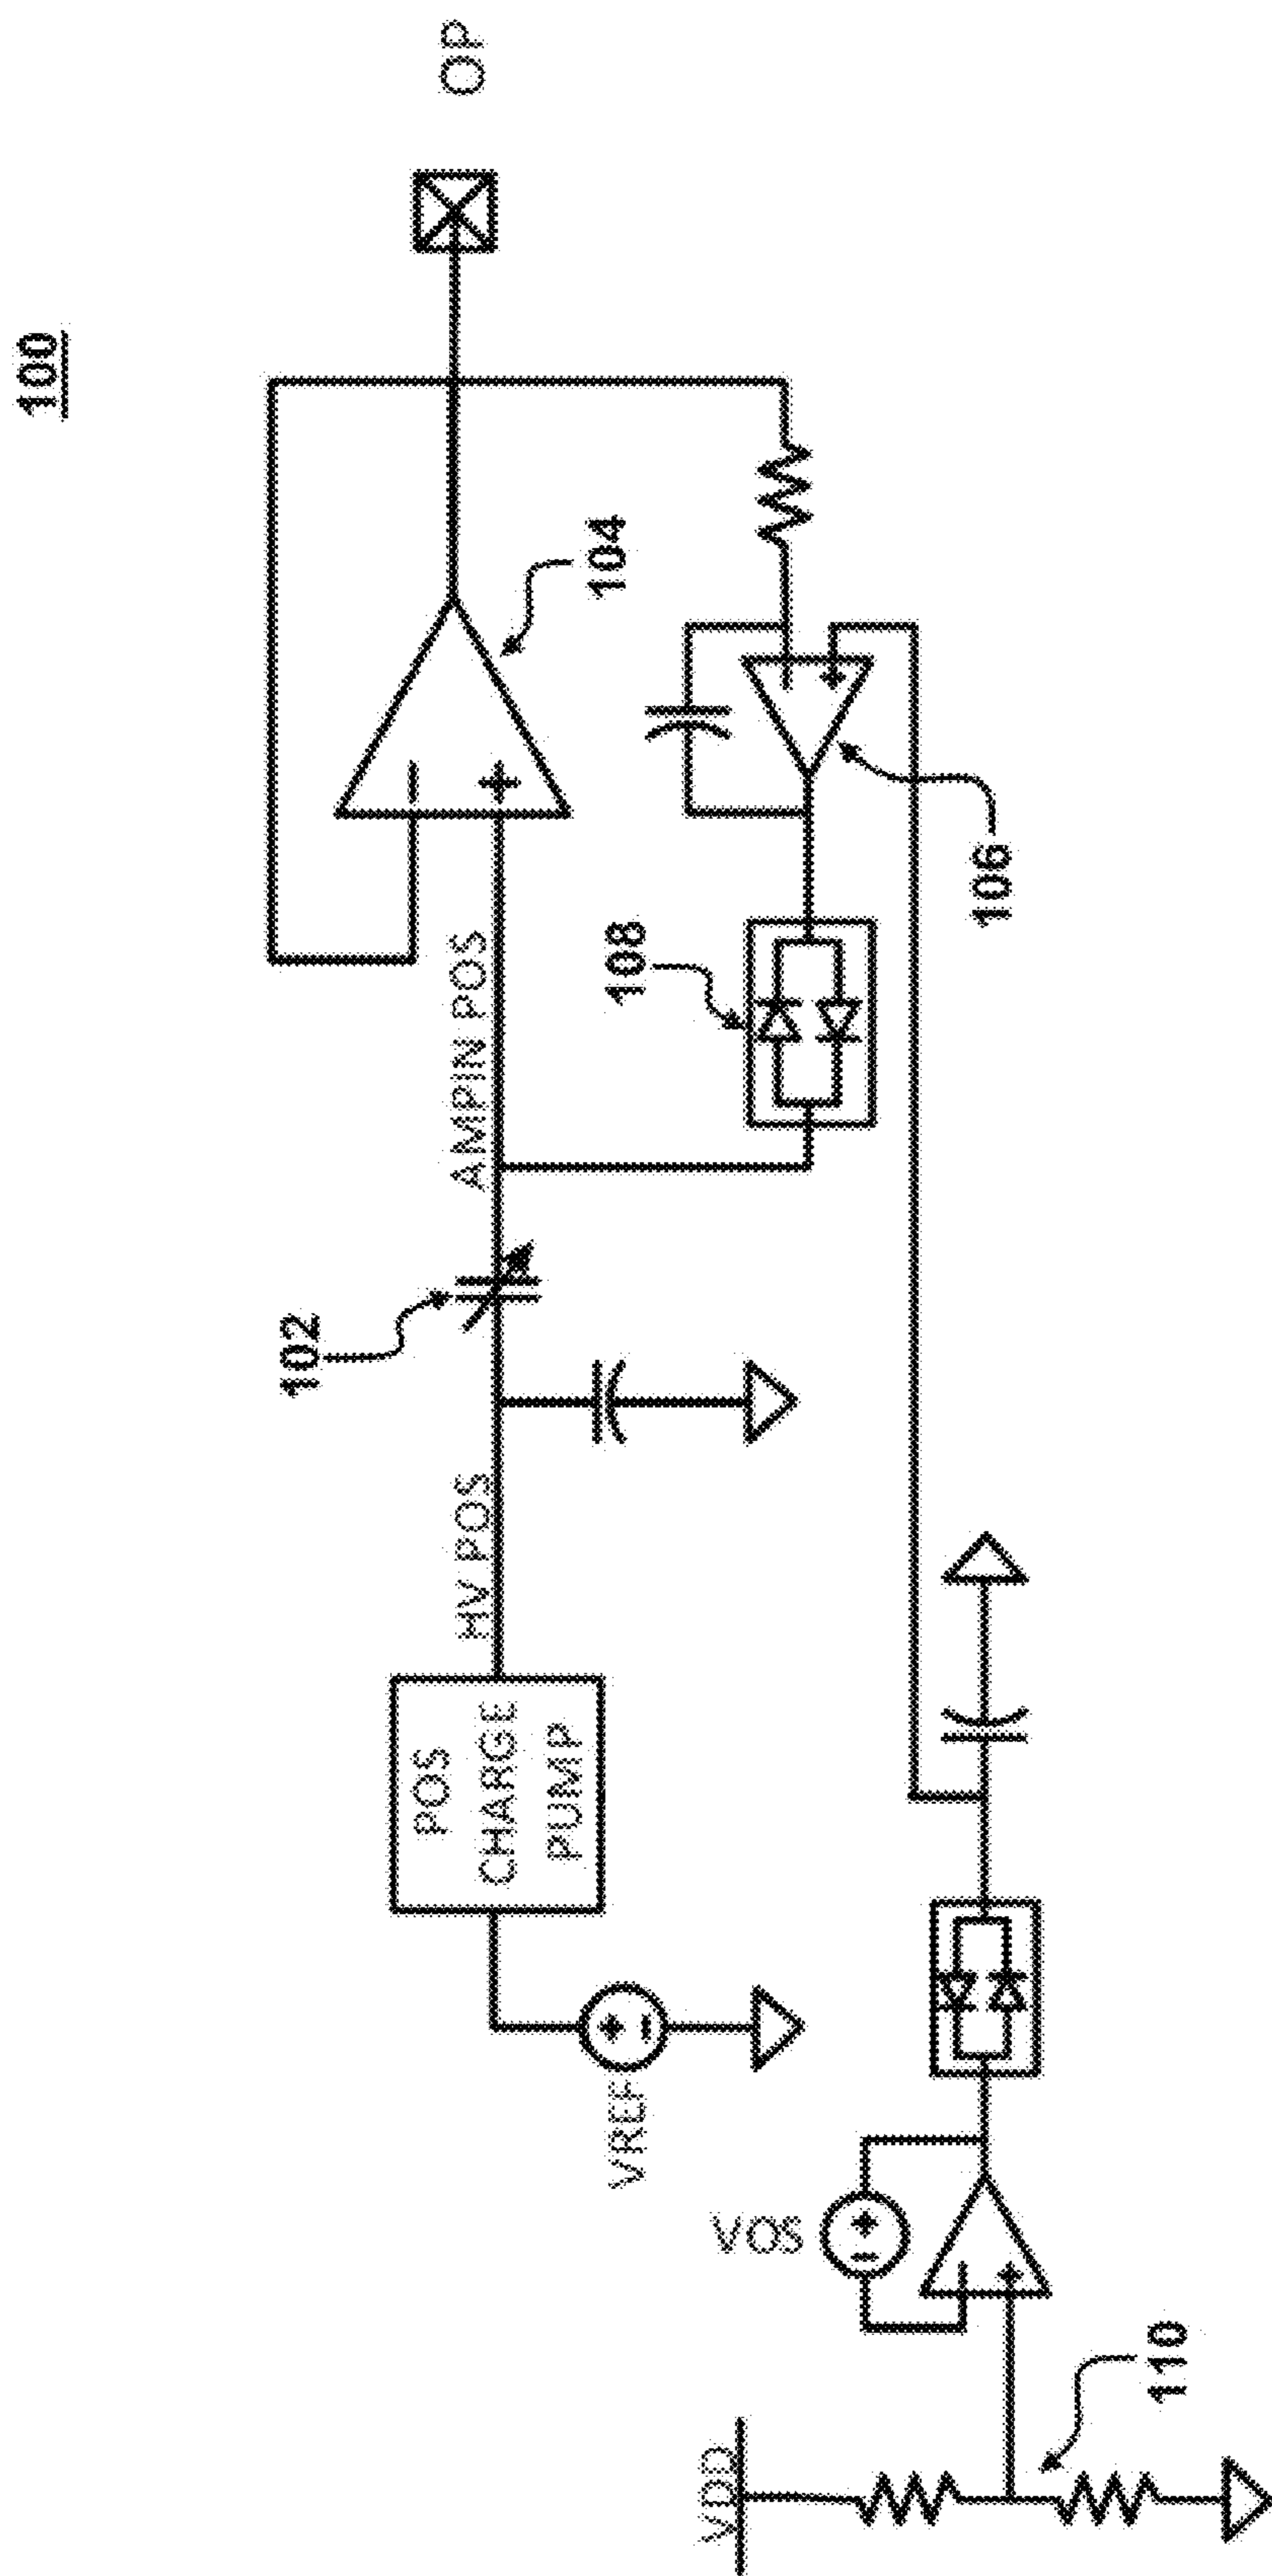 100
OP
104
AMPIN POS
102
HV POS
POS
CHARGE
PUMP
VREF
108
106
VOS
VDD
110